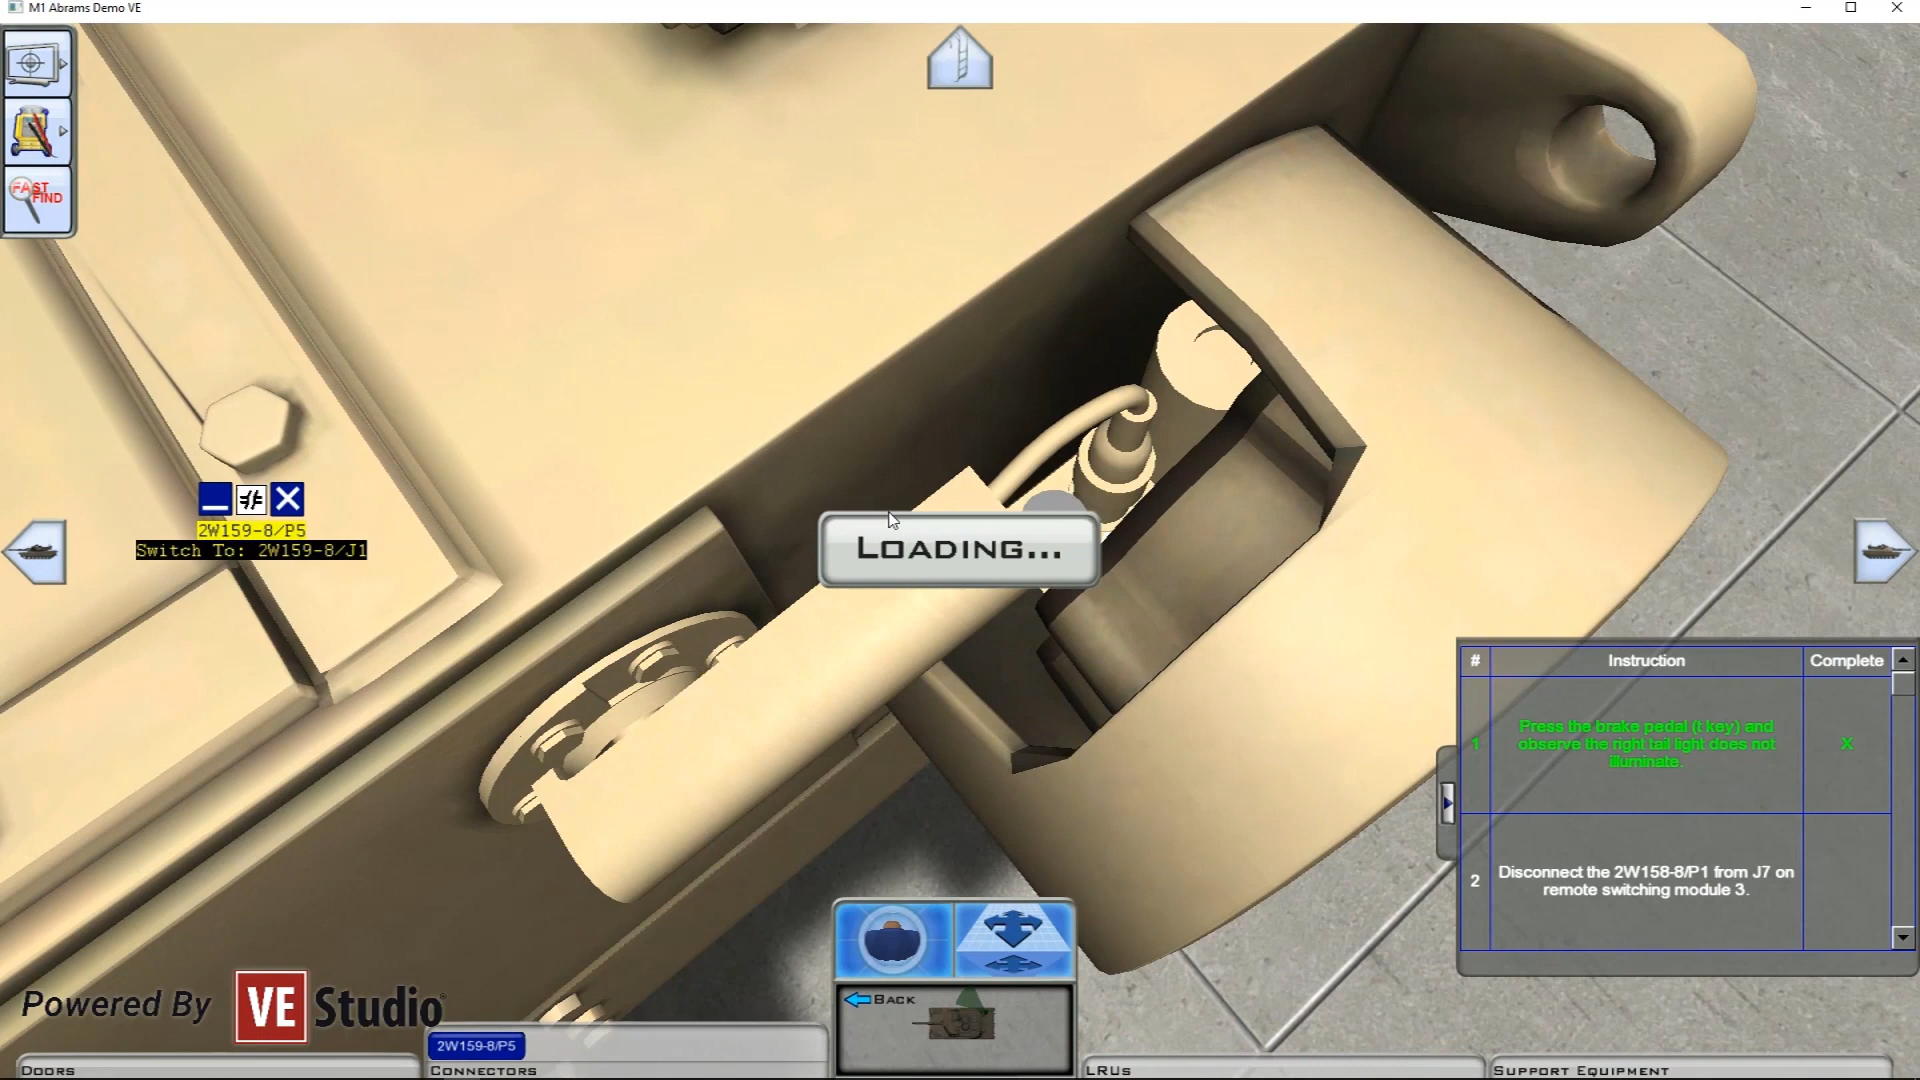 M1 Abrams Demo VE
FAST
FIND
2W159-8/P5
Switch To: 2W159-8/J1
LOADING...
# Instruction Complete
1 Press the brake pedal (t key) and
observe the right tail light does not
illuminate. X
2 Disconnect the 2W158-8/P1 from J7 on
remote switching module 3.
Powered By VE Studio
BACK
2W159-8/P5
DOORS
CONNECTORS
LRUs
SUPPORT EQUIPMENT